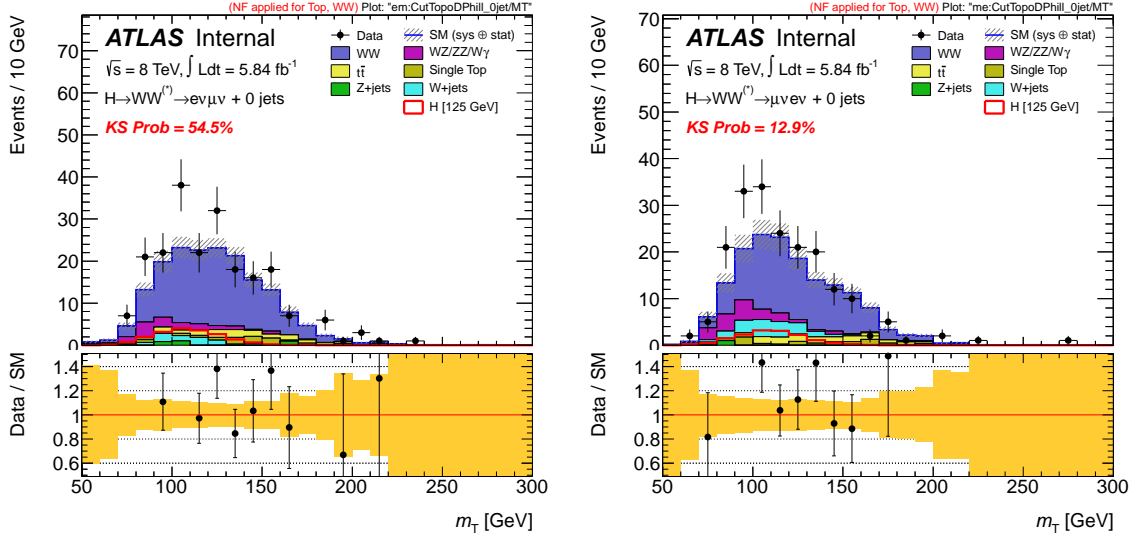 (NF applied for Top, WW) Plot: "em:CutTopoDPhill_0jet/MT"
Events / 10 GeV
70
60
50
40
30
20
10
0
ATLAS Internal
√s = 8 TeV, ∫ Ldt = 5.84 fb⁻¹
H→WW⁽*⁾→eνμν + 0 jets
KS Prob = 54.5%
Data
SM (sys ⊕ stat)
WW
WZ/ZZ/Wγ
tt̄
Single Top
Z+jets
W+jets
H [125 GeV]
Data / SM
1.4
1.2
1
0.8
0.6
50 100 150 200 250 300
m_T [GeV]
(NF applied for Top, WW) Plot: "me:CutTopoDPhill_0jet/MT"
Events / 10 GeV
70
60
50
40
30
20
10
0
ATLAS Internal
√s = 8 TeV, ∫ Ldt = 5.84 fb⁻¹
H→WW⁽*⁾→μνeν + 0 jets
KS Prob = 12.9%
Data
SM (sys ⊕ stat)
WW
WZ/ZZ/Wγ
tt̄
Single Top
Z+jets
W+jets
H [125 GeV]
Data / SM
1.4
1.2
1
0.8
0.6
50 100 150 200 250 300
m_T [GeV]